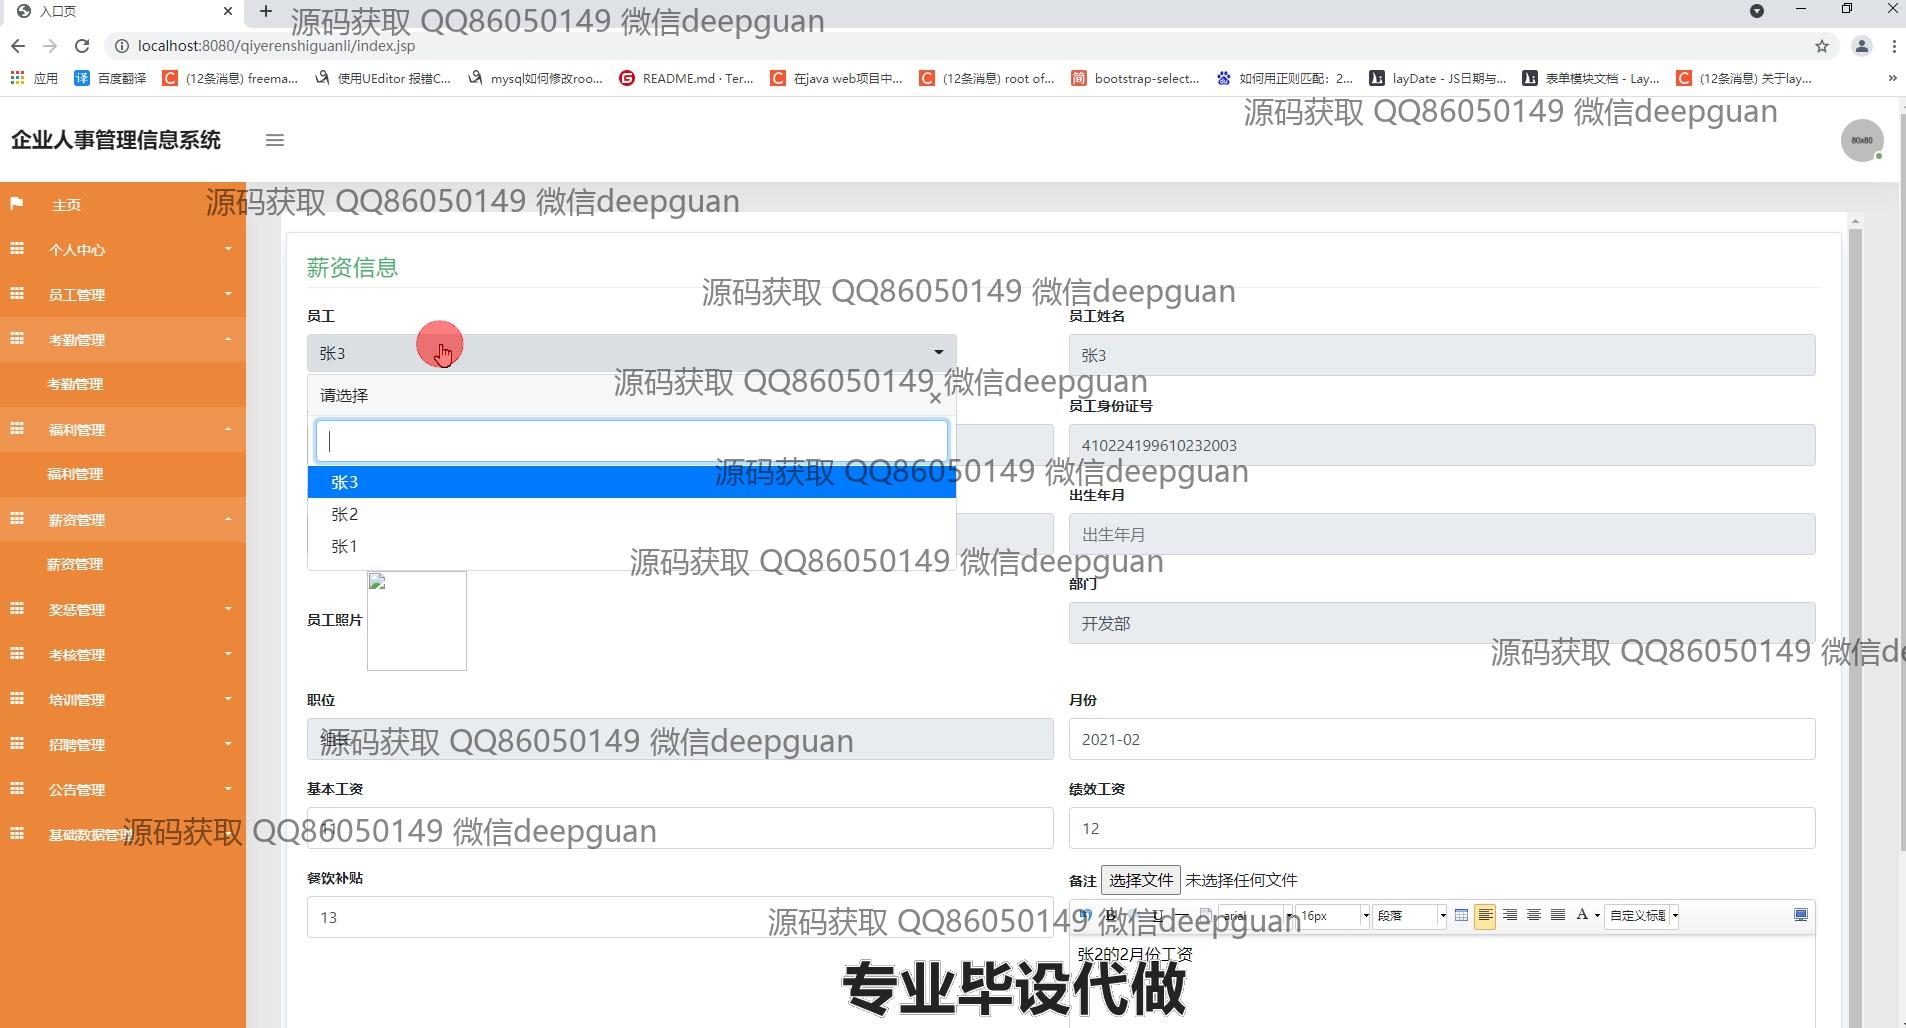 入口页
源码获取 QQ86050149 微信deepguan
localhost:8080/qiyerenshiguanli/index.jsp
应用 百度翻译 (12条消息) freema... 使用UEditor 报错C... mysql如何修改roo... README.md · Ter... 在java web项目中... (12条消息) root of... bootstrap-select... 如何用正则匹配：2... layDate - JS日期与... 表单模块文档 - Lay... (12条消息) 关于lay...
源码获取 QQ86050149 微信deepguan
企业人事管理信息系统
80x80
主页
源码获取 QQ86050149 微信deepguan
个人中心
员工管理
考勤管理
考勤管理
福利管理
福利管理
薪资管理
薪资管理
奖惩管理
考核管理
培训管理
招聘管理
公告管理
基础数据管理
薪资信息
源码获取 QQ86050149 微信deepguan
员工
员工姓名
张3
张3
源码获取 QQ86050149 微信deepguan
请选择
员工身份证号
410224199610232003
源码获取 QQ86050149 微信deepguan
张3
张2
张1
出生年月
出生年月
源码获取 QQ86050149 微信deepguan
员工照片
部门
开发部
源码获取 QQ86050149 微信de
职位
月份
源码获取 QQ86050149 微信deepguan
2021-02
基本工资
绩效工资
源码获取 QQ86050149 微信deepguan
11
12
餐饮补贴
备注 选择文件 未选择任何文件
13
源码获取 QQ86050149 微信deepguan
arial 16px 段落 自定义标题
张2的2月份工资
专业毕设代做